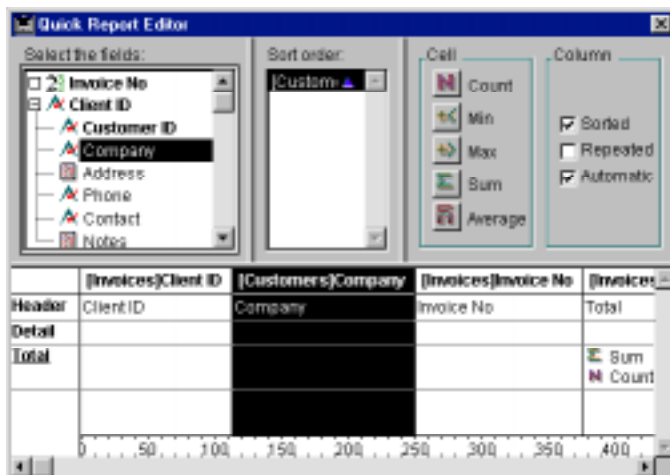 Quick Report Editor
Select the fields:
Invoice No
Client ID
Customer ID
Company
Address
Phone
Contact
Notes
Sort order:
[Custom
Cell
Count
Min
Max
Sum
Average
Column
Sorted
Repeated
Automatic
[Invoices]Client ID [Customers]Company [Invoices]Invoice No [Invoices
Header Client ID Company Invoice No Total
Detail
Total Sum
Count
0 50 100 150 200 250 300 350 400